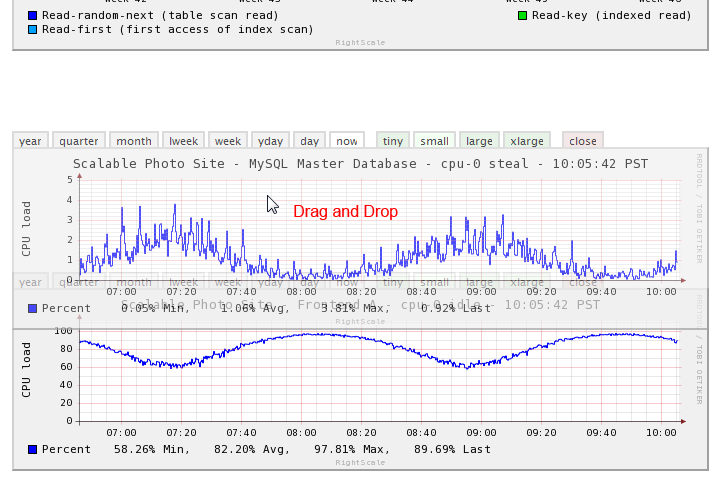 Week 42 Week 43 Week 44 Week 45 Week 46
Read-random-next (table scan read) Read-key (indexed read)
Read-first (first access of index scan)
RightScale
year quarter month lweek week yday day now tiny small large xlarge close
Scalable Photo Site - MySQL Master Database - cpu-0 steal - 10:05:42 PST
RRDTOOL / TOBI OETIKER
CPU load
5
4
3
2
1
0
Drag and Drop
year quarter month lweek week yday day now tiny small large xlarge close
07:00 07:20 07:40 08:00 08:20 08:40 09:00 09:20 09:40 10:00
Scalable Photo Site - Frontend A - cpu-0 idle - 10:05:42 PST
Percent 0.05% Min, 1.06% Avg, 3.81% Max, 0.92% Last
RightScale
/ TOBI OETIKER
CPU load
100
80
60
40
20
0
07:00 07:20 07:40 08:00 08:20 08:40 09:00 09:20 09:40 10:00
Percent 58.26% Min, 82.20% Avg, 97.81% Max, 89.69% Last
RightScale